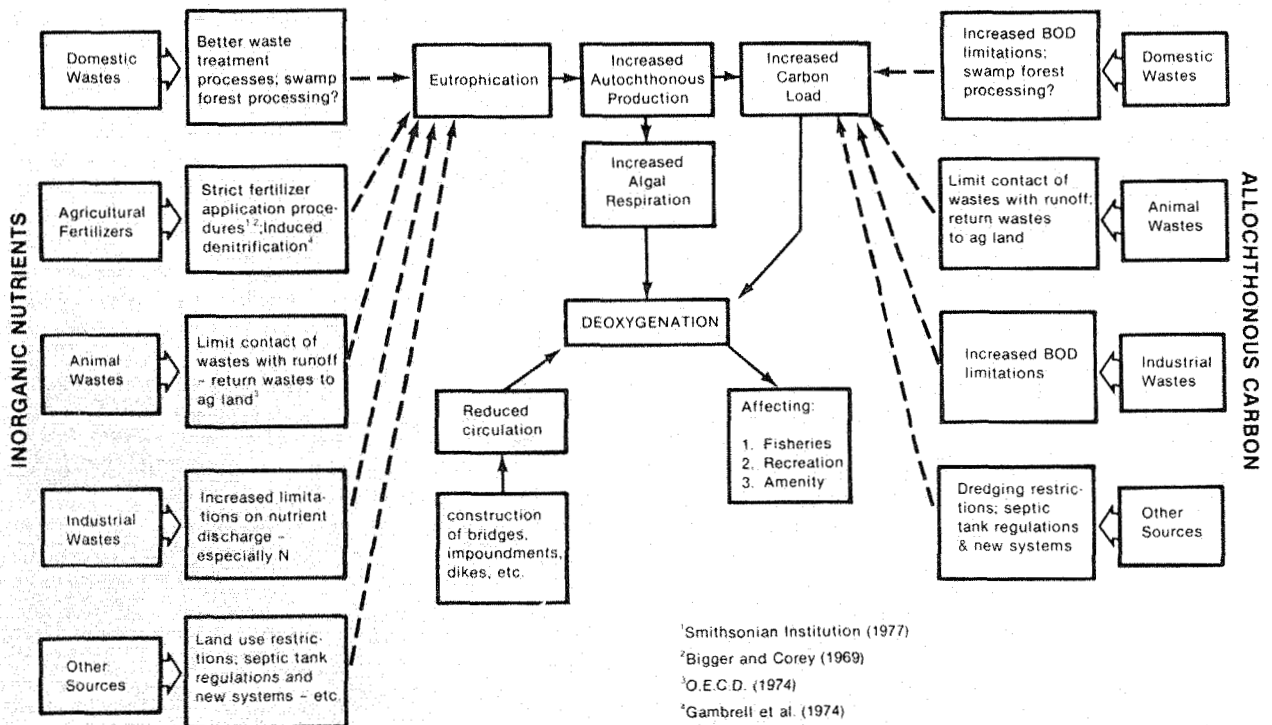 INORGANIC NUTRIENTS
Domestic
Wastes
Better waste
treatment
processes; swamp
forest processing?
Agricultural
Fertilizers
Strict fertilizer
application proce-
dures¹,²;Induced
denitrification⁴
Animal
Wastes
Limit contact of
wastes with runoff
– return wastes to
ag land³
Industrial
Wastes
Increased limita-
tions on nutrient
discharge –
especially N
Other
Sources
Land use restric-
tions; septic tank
regulations and
new systems – etc.
Eutrophication
Increased
Autochthonous
Production
Increased
Carbon
Load
Increased
Algal
Respiration
DEOXYGENATION
Reduced
circulation
construction
of bridges,
impoundments,
dikes, etc.
Affecting:
1. Fisheries
2. Recreation
3. Amenity
Increased BOD
limitations;
swamp forest
processing?
Domestic
Wastes
Limit contact of
wastes with runoff;
return wastes
to ag land
Animal
Wastes
Increased BOD
limitations
Industrial
Wastes
Dredging restric-
tions; septic
tank regulations
& new systems
Other
Sources
ALLOCHTHONOUS CARBON
¹Smithsonian Institution (1977)
²Bigger and Corey (1969)
³O.E.C.D. (1974)
⁴Gambrell et al. (1974)